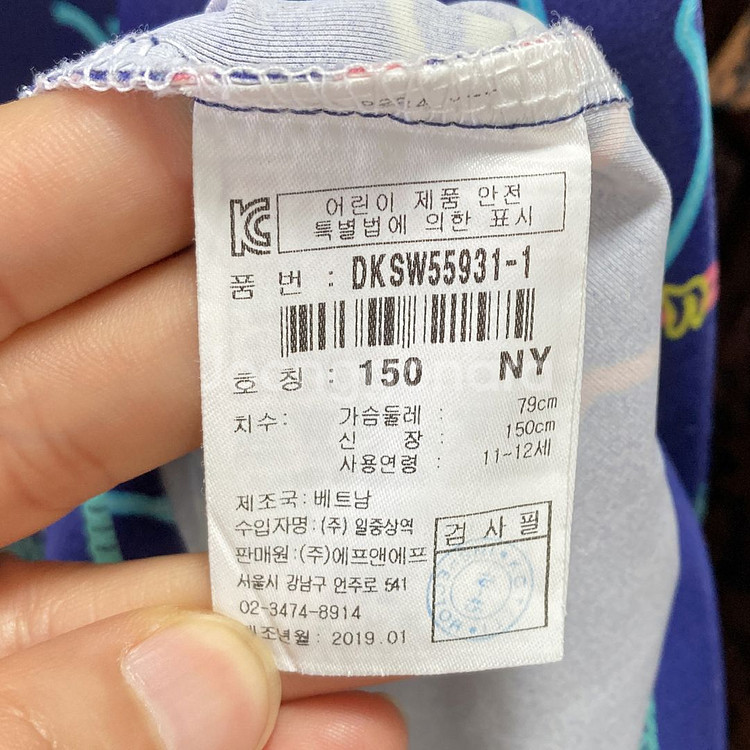 KC
어린이 제품 안전
특별법에 의한 표시
품 번 : DKSW55931-1
호 칭 : 150 NY
치수: 가슴둘레 : 79cm
신 장 : 150cm
사용연령 : 11-12세
제조국:베트남
수입자명:(주) 일중상역
판매원:(주)에프앤에프
서울시 강남구 언주로 541
02-3474-8914
제조년월 : 2019.01
검 사 필